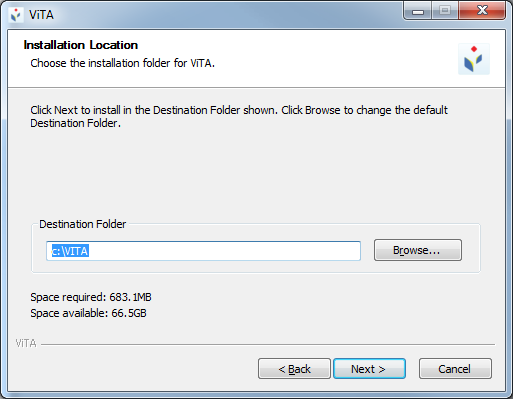 ViTA
Installation Location
Choose the installation folder for ViTA.
Click Next to install in the Destination Folder shown. Click Browse to change the default
Destination Folder.
Destination Folder
c:\VITA
Browse...
Space required: 683.1MB
Space available: 66.5GB
ViTA
< Back
Next >
Cancel